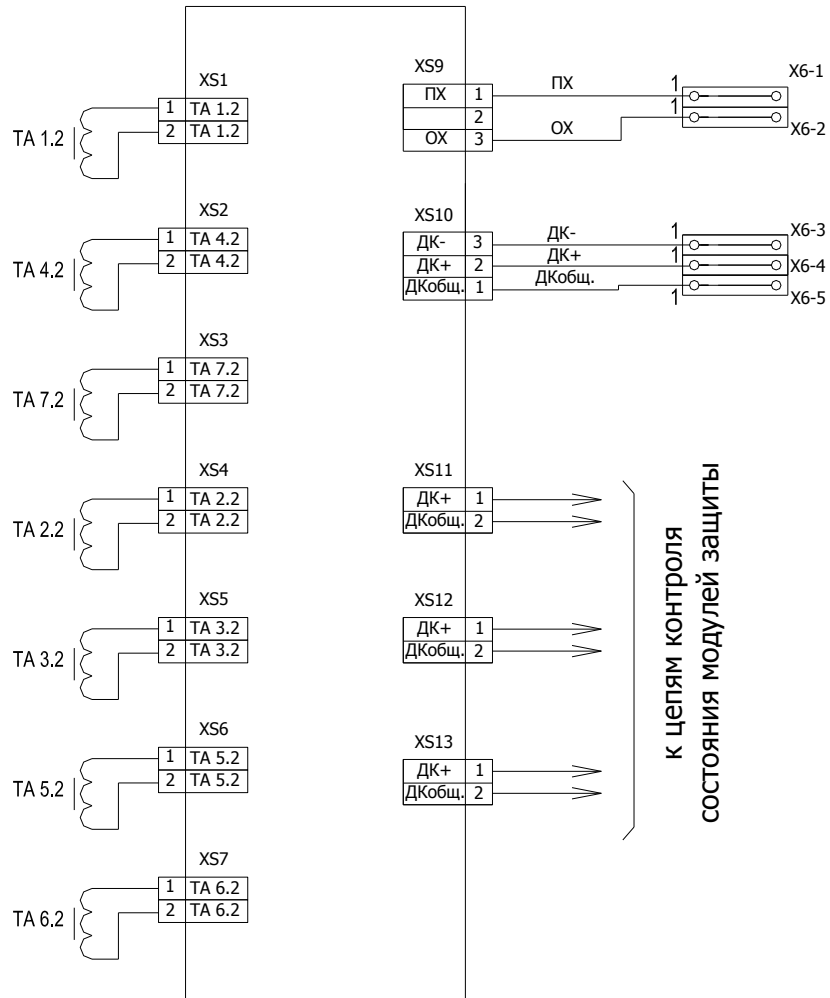 XS1
1 TA 1.2
2 TA 1.2
TA 1.2
XS2
1 TA 4.2
2 TA 4.2
TA 4.2
XS3
1 TA 7.2
2 TA 7.2
TA 7.2
XS4
1 TA 2.2
2 TA 2.2
TA 2.2
XS5
1 TA 3.2
2 TA 3.2
TA 3.2
XS6
1 TA 5.2
2 TA 5.2
TA 5.2
XS7
1 TA 6.2
2 TA 6.2
TA 6.2
XS9
ПХ 1 ПХ 1 X6-1
2
ОХ 3 ОХ 1 X6-2
XS10
ДК- 3 ДК- 1 X6-3
ДК+ 2 ДК+ 1 X6-4
ДКобщ. 1 ДКобщ. 1 X6-5
XS11
ДК+ 1
ДКобщ. 2
XS12
ДК+ 1
ДКобщ. 2
XS13
ДК+ 1
ДКобщ. 2
к цепям контроля
состояния модулей защиты